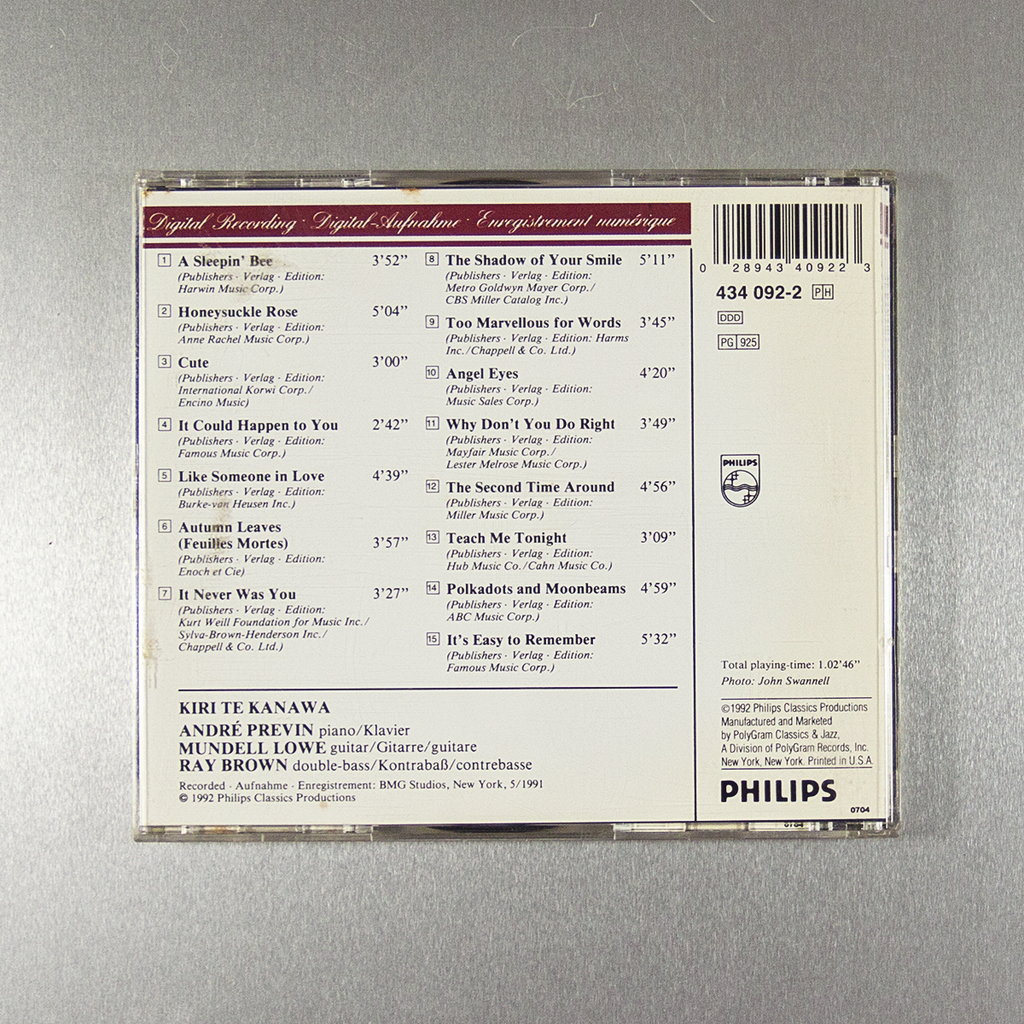 Digital Recording · Digital-Aufnahme · Enregistrement numérique
1 A Sleepin' Bee 3'52”
(Publishers · Verlag · Edition:
Harwin Music Corp.)
2 Honeysuckle Rose 5'04”
(Publishers · Verlag · Edition:
Anne Rachel Music Corp.)
3 Cute 3'00”
(Publishers · Verlag · Edition:
International Korwi Corp./
Encino Music)
4 It Could Happen to You 2'42”
(Publishers · Verlag · Edition:
Famous Music Corp.)
5 Like Someone in Love 4'39”
(Publishers · Verlag · Edition:
Burke-van Heusen Inc.)
6 Autumn Leaves
(Feuilles Mortes) 3'57”
(Publishers · Verlag · Edition:
Enoch et Cie)
7 It Never Was You 3'27”
(Publishers · Verlag · Edition:
Kurt Weill Foundation for Music Inc./
Sylva-Brown-Henderson Inc./
Chappell & Co. Ltd.)
8 The Shadow of Your Smile 5'11”
(Publishers · Verlag · Edition:
Metro Goldwyn Mayer Corp./
CBS Miller Catalog Inc.)
9 Too Marvellous for Words 3'45”
(Publishers · Verlag · Edition: Harms
Inc./Chappell & Co. Ltd.)
10 Angel Eyes 4'20”
(Publishers · Verlag · Edition:
Music Sales Corp.)
11 Why Don't You Do Right 3'49”
(Publishers · Verlag · Edition:
Mayfair Music Corp./
Lester Melrose Music Corp.)
12 The Second Time Around 4'56”
(Publishers · Verlag · Edition:
Miller Music Corp.)
13 Teach Me Tonight 3'09”
(Publishers · Verlag · Edition:
Hub Music Co./Cahn Music Co.)
14 Polkadots and Moonbeams 4'59”
(Publishers · Verlag · Edition:
ABC Music Corp.)
15 It's Easy to Remember 5'32”
(Publishers · Verlag · Edition:
Famous Music Corp.)
KIRI TE KANAWA
ANDRÉ PREVIN piano/Klavier
MUNDELL LOWE guitar/Gitarre/guitare
RAY BROWN double-bass/Kontrabaß/contrebasse
Recorded · Aufnahme · Enregistrement: BMG Studios, New York, 5/1991
© 1992 Philips Classics Productions
0 28943 40922 3
434 092-2 PH
DDD
PG 925
PHILIPS
Total playing-time: 1.02'46”
Photo: John Swannell
©1992 Philips Classics Productions
Manufactured and Marketed
by PolyGram Classics & Jazz,
A Division of PolyGram Records, Inc.
New York, New York. Printed in U.S.A.
PHILIPS
0704